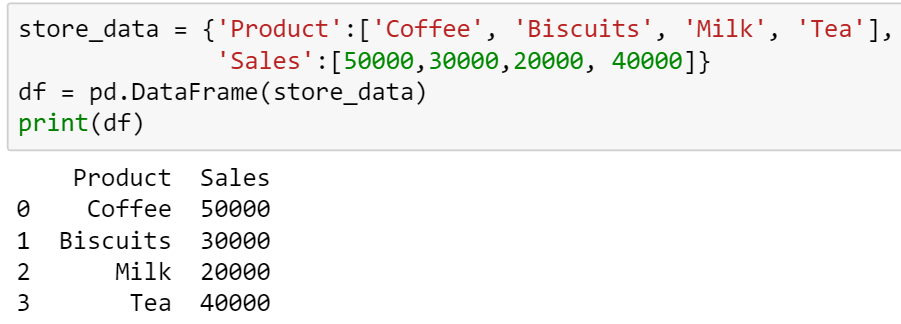 store_data = {'Product':['Coffee', 'Biscuits', 'Milk', 'Tea'],
              'Sales':[50000,30000,20000, 40000]}
df = pd.DataFrame(store_data)
print(df)
    Product  Sales
0    Coffee  50000
1  Biscuits  30000
2      Milk  20000
3       Tea  40000